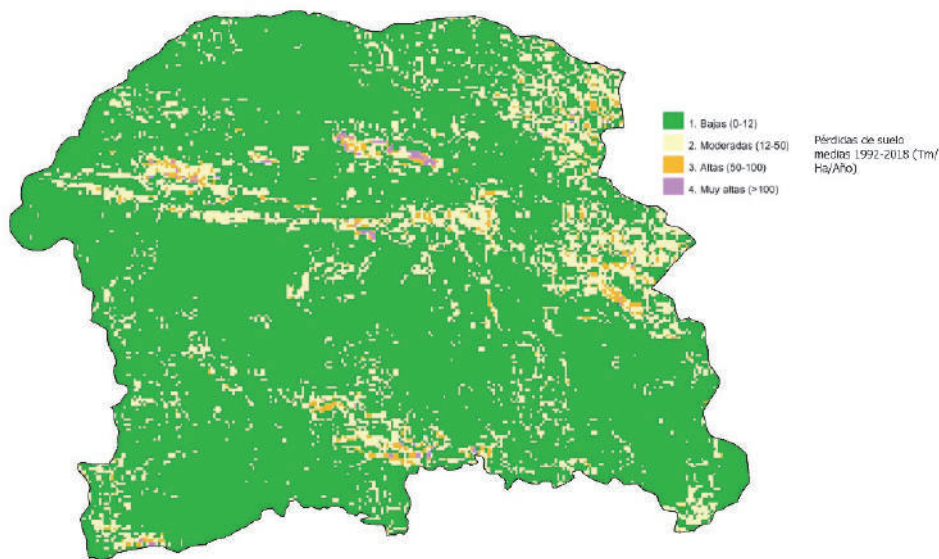 1. Bajas (0-12)
2. Moderadas (12-50)
3. Altas (50-100)
4. Muy altas (>100)
Pérdidas de suelo
medias 1992-2018 (Tm/
Ha/Año)